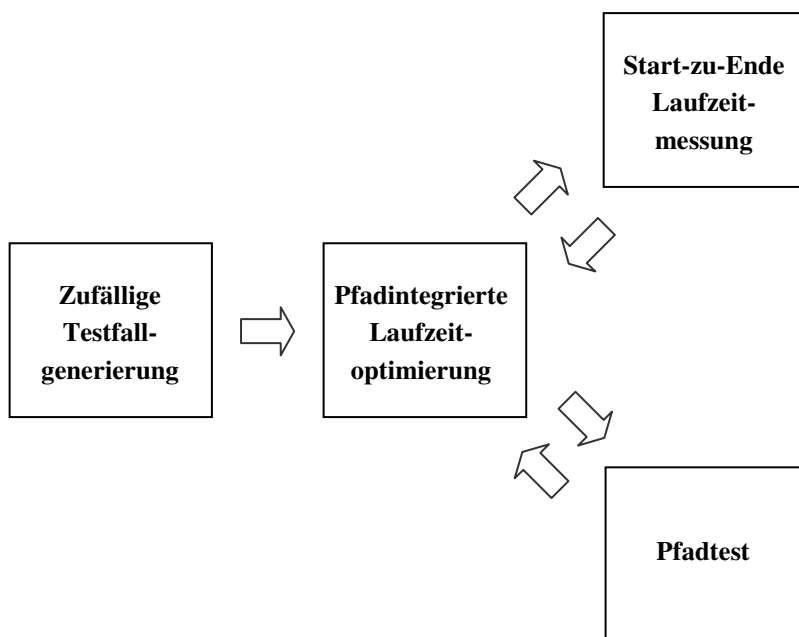 Start-zu-Ende
Laufzeit-
messung
Zufällige
Testfall-
generierung
Pfadintegrierte
Laufzeit-
optimierung
Pfadtest